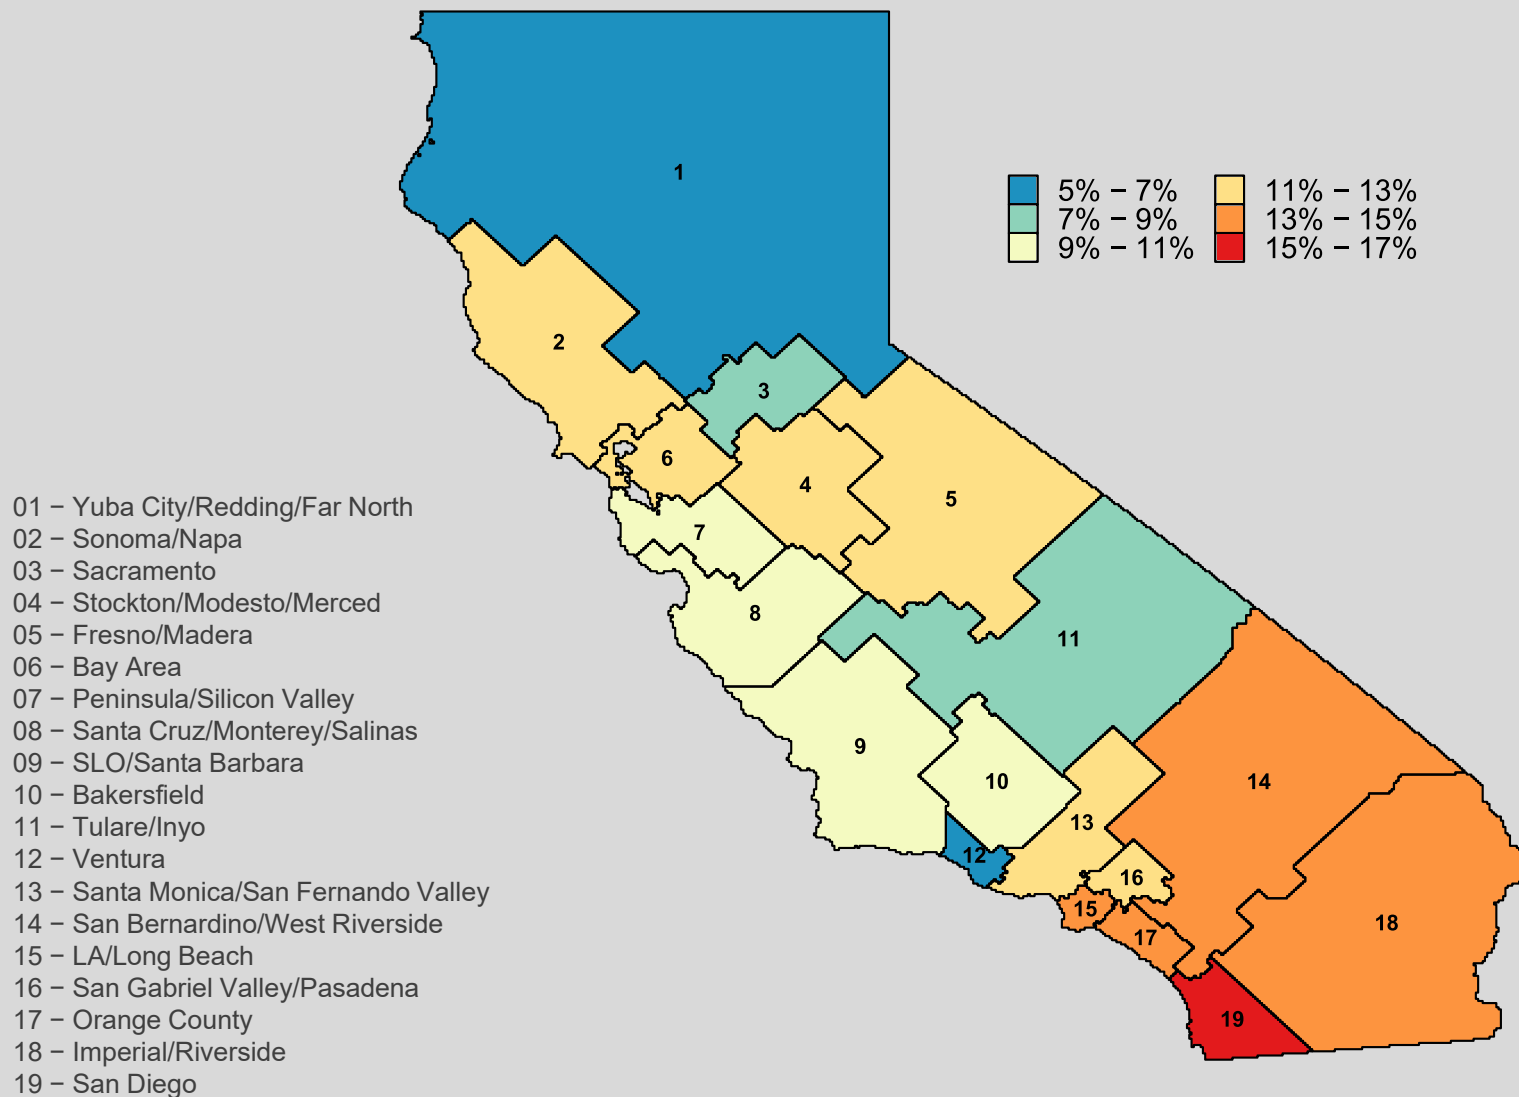 1
5% − 7%
11% − 13%
7% − 9%
13% − 15%
9% − 11%
15% − 17%
2
3
6
4
5
7
8
11
9
10
14
13
12
16
15
17
18
19
01 − Yuba City/Redding/Far North
02 − Sonoma/Napa
03 − Sacramento
04 − Stockton/Modesto/Merced
05 − Fresno/Madera
06 − Bay Area
07 − Peninsula/Silicon Valley
08 − Santa Cruz/Monterey/Salinas
09 − SLO/Santa Barbara
10 − Bakersfield
11 − Tulare/Inyo
12 − Ventura
13 − Santa Monica/San Fernando Valley
14 − San Bernardino/West Riverside
15 − LA/Long Beach
16 − San Gabriel Valley/Pasadena
17 − Orange County
18 − Imperial/Riverside
19 − San Diego